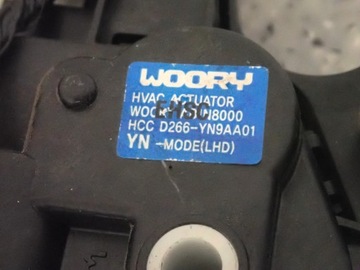 WOORY
HVAC ACTUATOR
HCC D266-YN9AA01
YN -MODE(LHD)